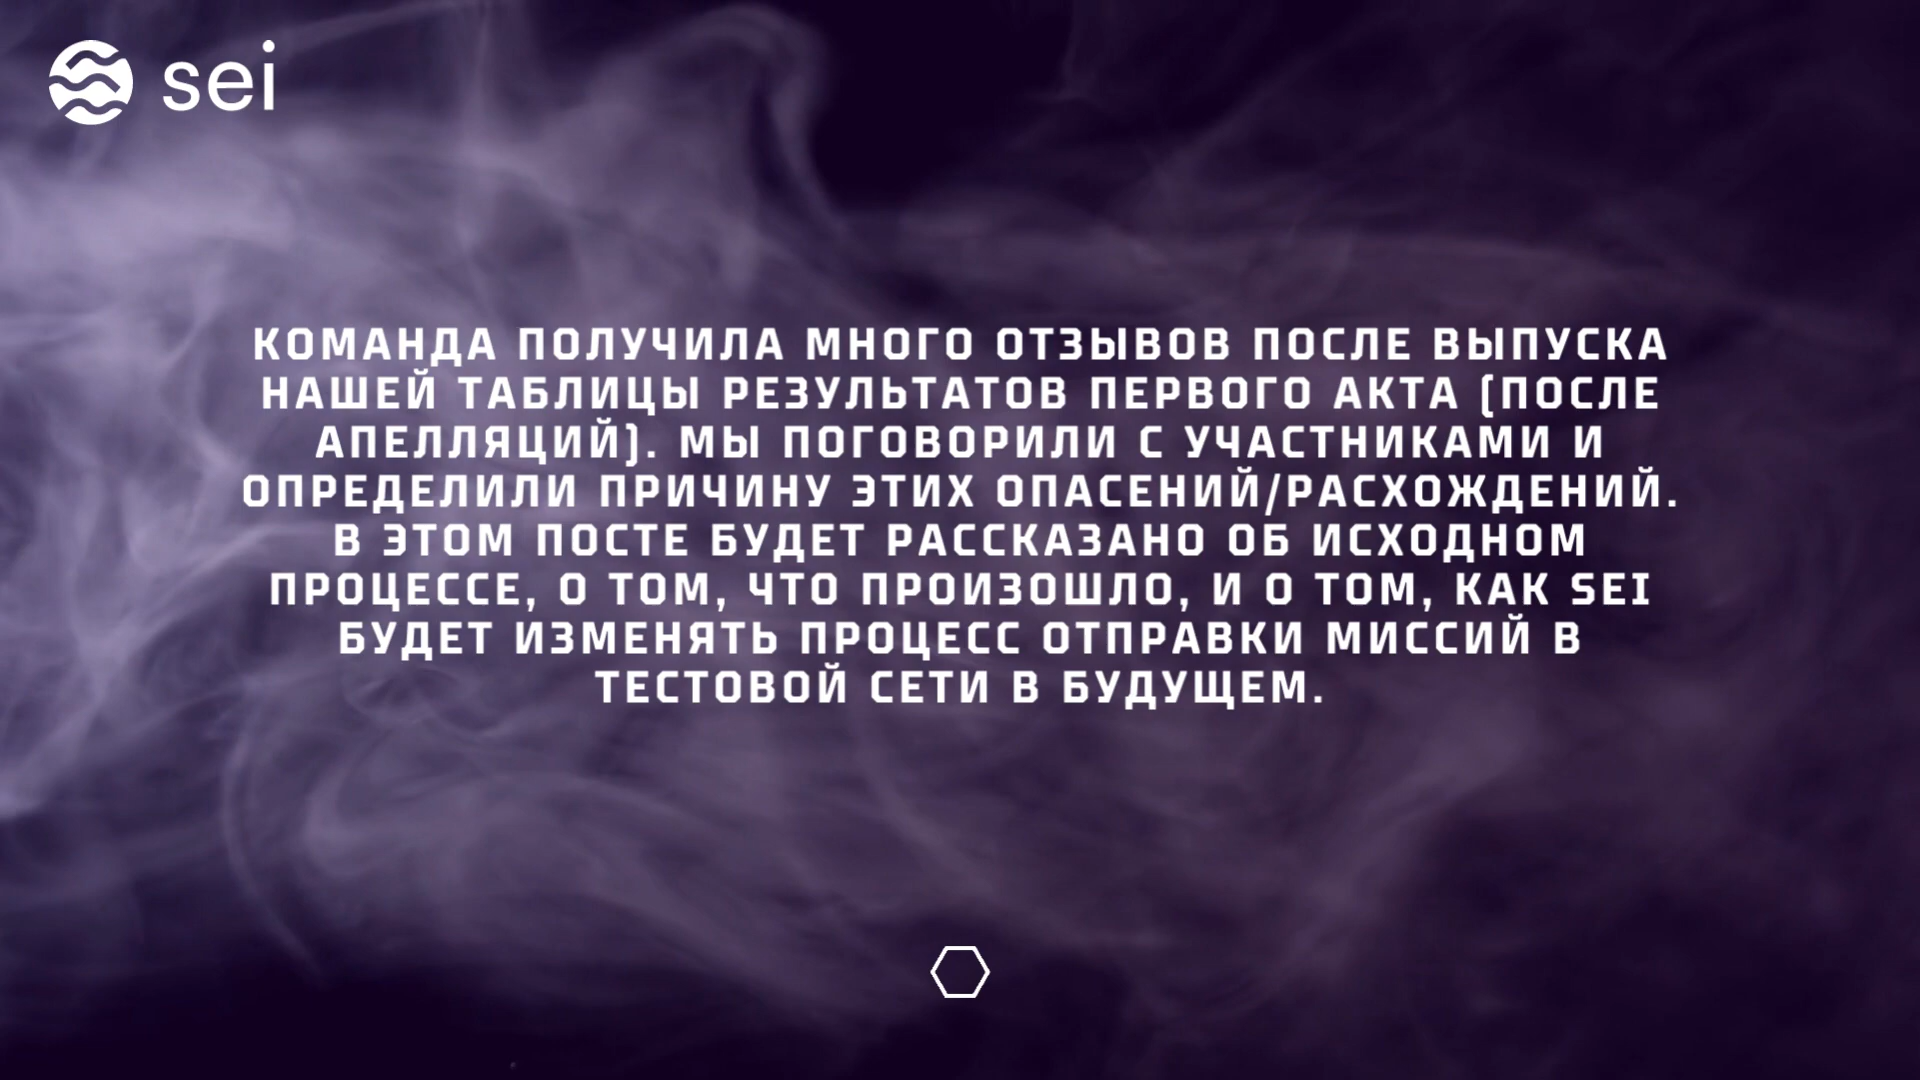 sei
КОМАНДА ПОЛУЧИЛА МНОГО ОТЗЫВОВ ПОСЛЕ ВЫПУСКА
НАШЕЙ ТАБЛИЦЫ РЕЗУЛЬТАТОВ ПЕРВОГО АКТА (ПОСЛЕ
АПЕЛЛЯЦИЙ). МЫ ПОГОВОРИЛИ С УЧАСТНИКАМИ И
ОПРЕДЕЛИЛИ ПРИЧИНУ ЭТИХ ОПАСЕНИЙ/РАСХОЖДЕНИЙ.
В ЭТОМ ПОСТЕ БУДЕТ РАССКАЗАНО ОБ ИСХОДНОМ
ПРОЦЕССЕ, О ТОМ, ЧТО ПРОИЗОШЛО, И О ТОМ, КАК SEI
БУДЕТ ИЗМЕНЯТЬ ПРОЦЕСС ОТПРАВКИ МИССИЙ В
ТЕСТОВОЙ СЕТИ В БУДУЩЕМ.